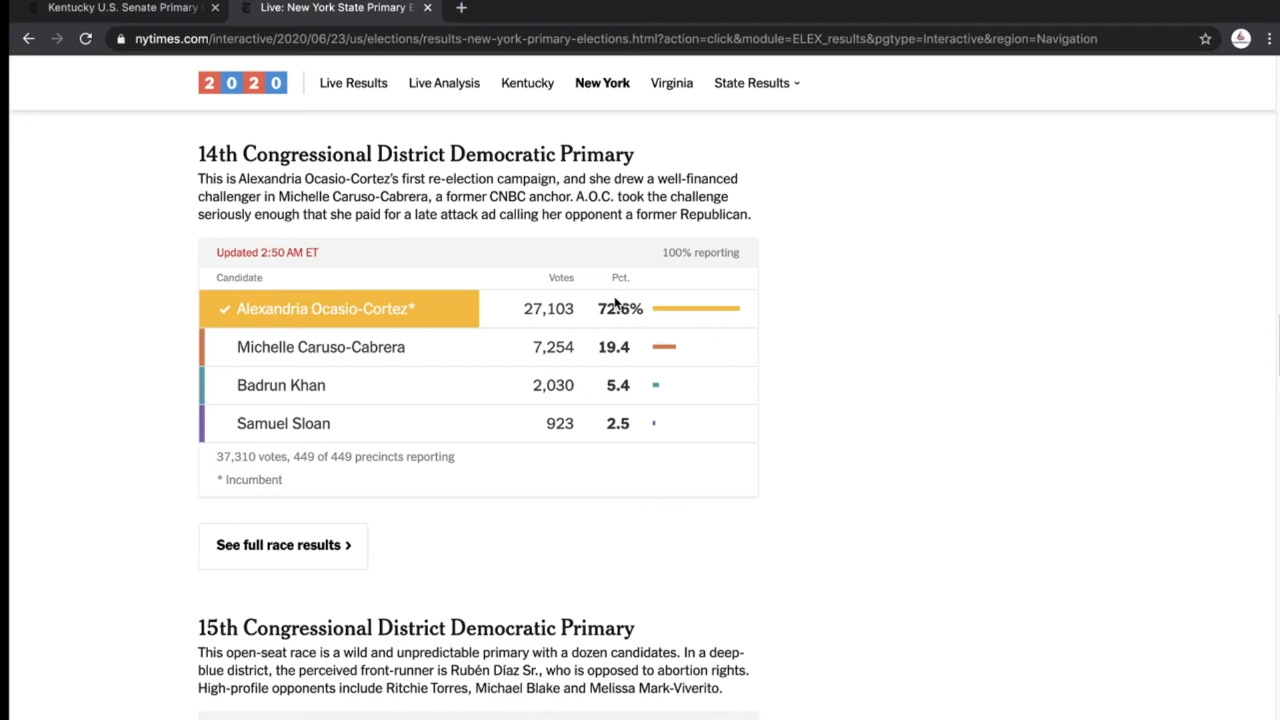 Kentucky U.S. Senate Primary
Live: New York State Primary E
nytimes.com/interactive/2020/06/23/us/elections/results-new-york-primary-elections.html?action=click&module=ELEX_results&pgtype=Interactive&region=Navigation
2020 Live Results Live Analysis Kentucky New York Virginia State Results
14th Congressional District Democratic Primary
This is Alexandria Ocasio-Cortez's first re-election campaign, and she drew a well-financed
challenger in Michelle Caruso-Cabrera, a former CNBC anchor. A.O.C. took the challenge
seriously enough that she paid for a late attack ad calling her opponent a former Republican.
Updated 2:50 AM ET 100% reporting
Candidate Votes Pct.
Alexandria Ocasio-Cortez* 27,103 72.6%
Michelle Caruso-Cabrera 7,254 19.4
Badrun Khan 2,030 5.4
Samuel Sloan 923 2.5
37,310 votes, 449 of 449 precincts reporting
* Incumbent
See full race results ›
15th Congressional District Democratic Primary
This open-seat race is a wild and unpredictable primary with a dozen candidates. In a deep-
blue district, the perceived front-runner is Rubén Díaz Sr., who is opposed to abortion rights.
High-profile opponents include Ritchie Torres, Michael Blake and Melissa Mark-Viverito.